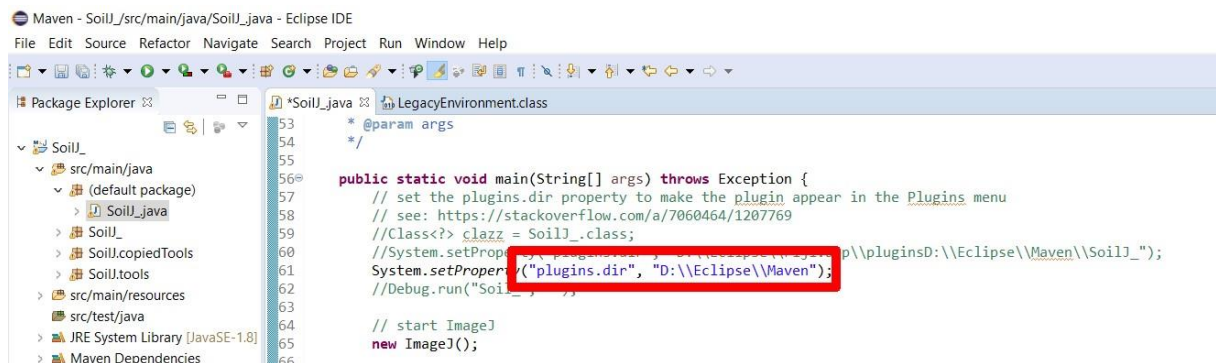 Maven - SoilJ_/src/main/java/SoilJ_.java - Eclipse IDE
File Edit Source Refactor Navigate Search Project Run Window Help
Package Explorer
*SoilJ_.java LegacyEnvironment.class
SoilJ_
src/main/java
(default package)
SoilJ_.java
SoilJ_
SoilJ.copiedTools
SoilJ.tools
src/main/resources
src/test/java
JRE System Library [JavaSE-1.8]
Maven Dependencies
53 * @param args
54 */
55
56 public static void main(String[] args) throws Exception {
57 // set the plugins.dir property to make the plugin appear in the Plugins menu
58 // see: https://stackoverflow.com/a/7060464/1207769
59 //Class<?> clazz = SoilJ_.class;
60 //System.setProp p\\pluginsD:\\Eclipse\\Maven\\SoilJ_");
61 System.setProperty("plugins.dir", "D:\\Eclipse\\Maven");
62 //Debug.run("Soil
63
64 // start ImageJ
65 new ImageJ();
66